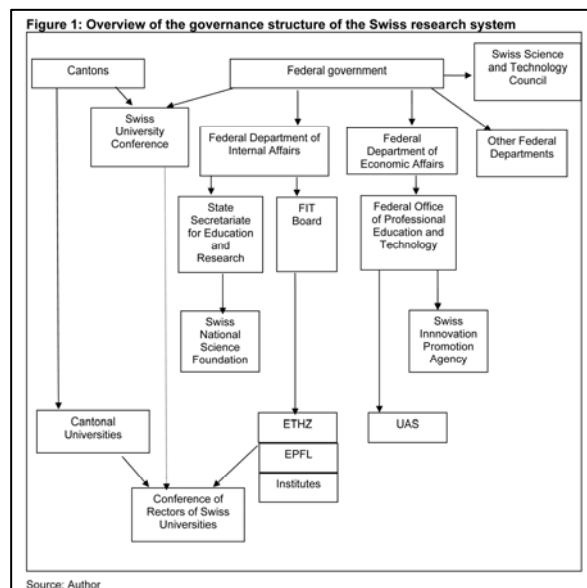 Figure 1: Overview of the governance structure of the Swiss research system
Cantons
Federal government
Swiss Science
and Technology
Council
Swiss
University
Conference
Federal Department of
Internal Affairs
Federal
Department of
Economic Affairs
Other Federal
Departments
State
Secretariate
for Education
and
Research
FIT
Board
Federal Office
of Professional
Education and
Technology
Swiss
National
Science
Foundation
Swiss
Innnovation
Promotion
Agency
Cantonal
Universities
ETHZ
UAS
EPFL
Institutes
Conference of
Rectors of Swiss
Universities
Source: Author